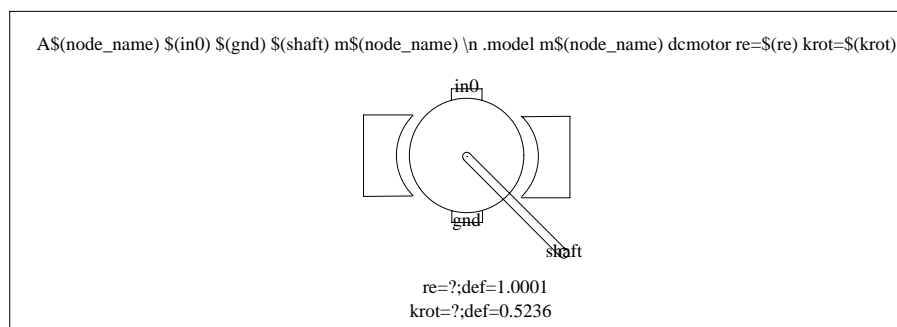 A$(node_name) $(in0) $(gnd) $(shaft) m$(node_name) \n .model m$(node_name) dcmotor re=$(re) krot=$(krot)
in0
gnd
shaft
re=?;def=1.0001
krot=?;def=0.5236